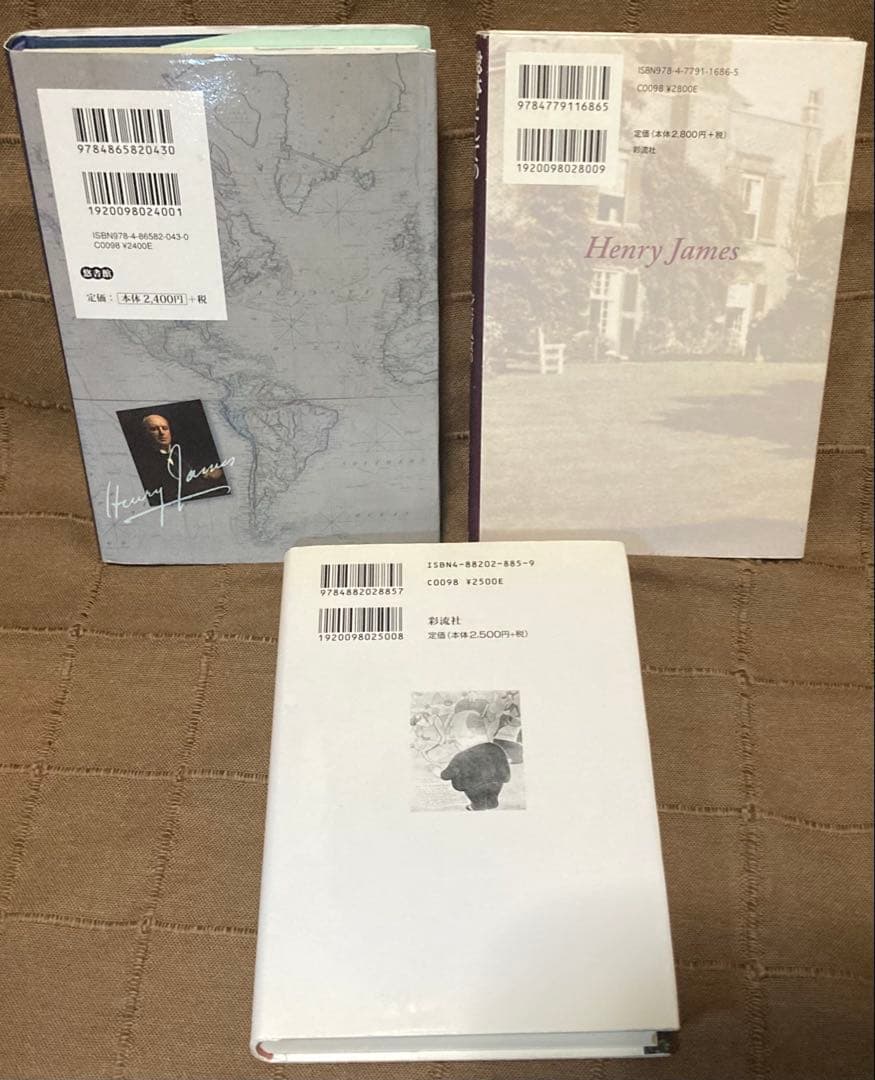 9784865820430
1920098024001
ISBN978-4-86582-043-0
C0098 ¥2400E
悠書館
定価：本体2,400円+税
Henry James
9784779116865
1920098028009
ISBN978-4-7791-1686-5
C0098 ¥2800E
定価(本体2,800円+税)
彩流社
Henry James
9784882028857
1920098025008
ISBN4-88202-885-9
C0098 ¥2500E
彩流社
定価(本体2,500円+税)